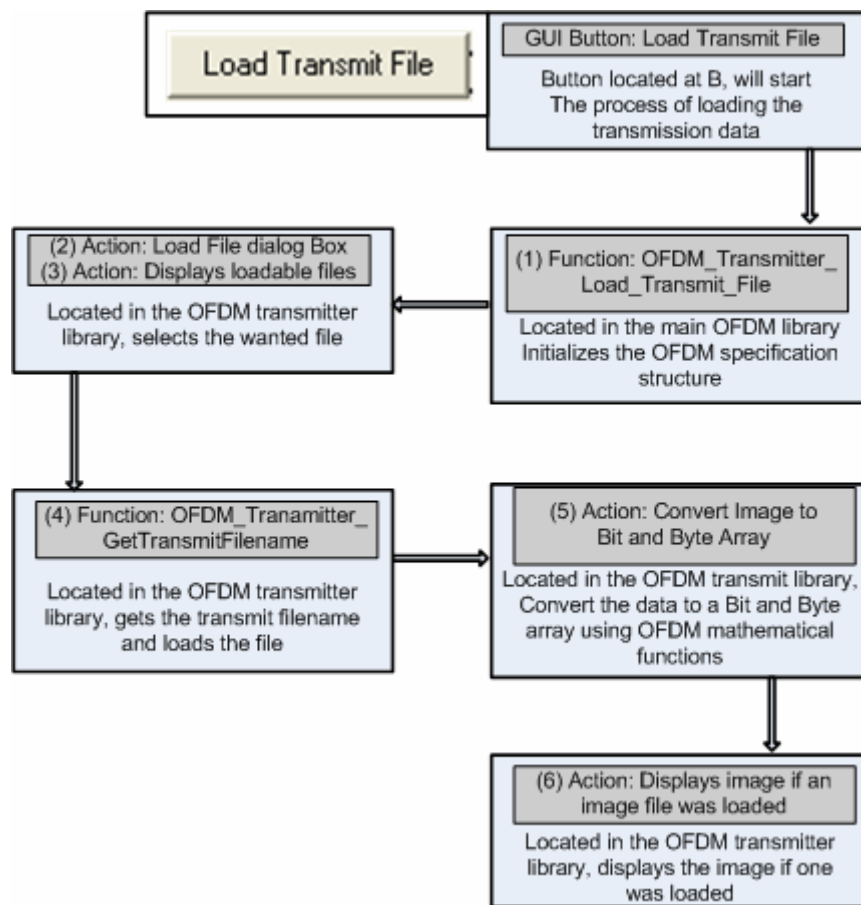 Load Transmit File
GUI Button: Load Transmit File
Button located at B, will start
The process of loading the
transmission data
(1) Function: OFDM_Transmitter_
Load_Transmit_File
Located in the main OFDM library
Initializes the OFDM specification
structure
(2) Action: Load File dialog Box
(3) Action: Displays loadable files
Located in the OFDM transmitter
library, selects the wanted file
(4) Function: OFDM_Tranamitter_
GetTransmitFilename
Located in the OFDM transmitter
library, gets the transmit filename
and loads the file
(5) Action: Convert Image to
Bit and Byte Array
Located in the OFDM transmit library,
Convert the data to a Bit and Byte
array using OFDM mathematical
functions
(6) Action: Displays image if an
image file was loaded
Located in the OFDM transmitter
library, displays the image if one
was loaded